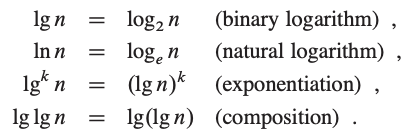 lg n = log₂ n (binary logarithm) ,
ln n = logₑ n (natural logarithm) ,
lgᵏ n = (lg n)ᵏ (exponentiation) ,
lg lg n = lg(lg n) (composition) .